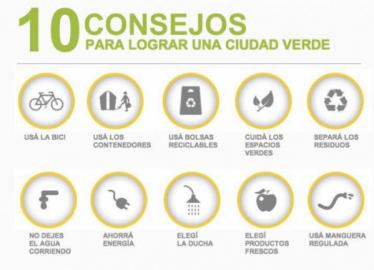 10 CONSEJOS
PARA LOGRAR UNA CIUDAD VERDE
USÁ LA BICI
USÁ LOS
CONTENEDORES
USÁ BOLSAS
RECICLABLES
CUIDÁ LOS
ESPACIOS
VERDES
SEPARÁ LOS
RESIDUOS
NO DEJES
EL AGUA
CORRIENDO
AHORRÁ
ENERGÍA
ELEGÍ
LA DUCHA
ELEGÍ
PRODUCTOS
FRESCOS
USÁ MANGUERA
REGULADA